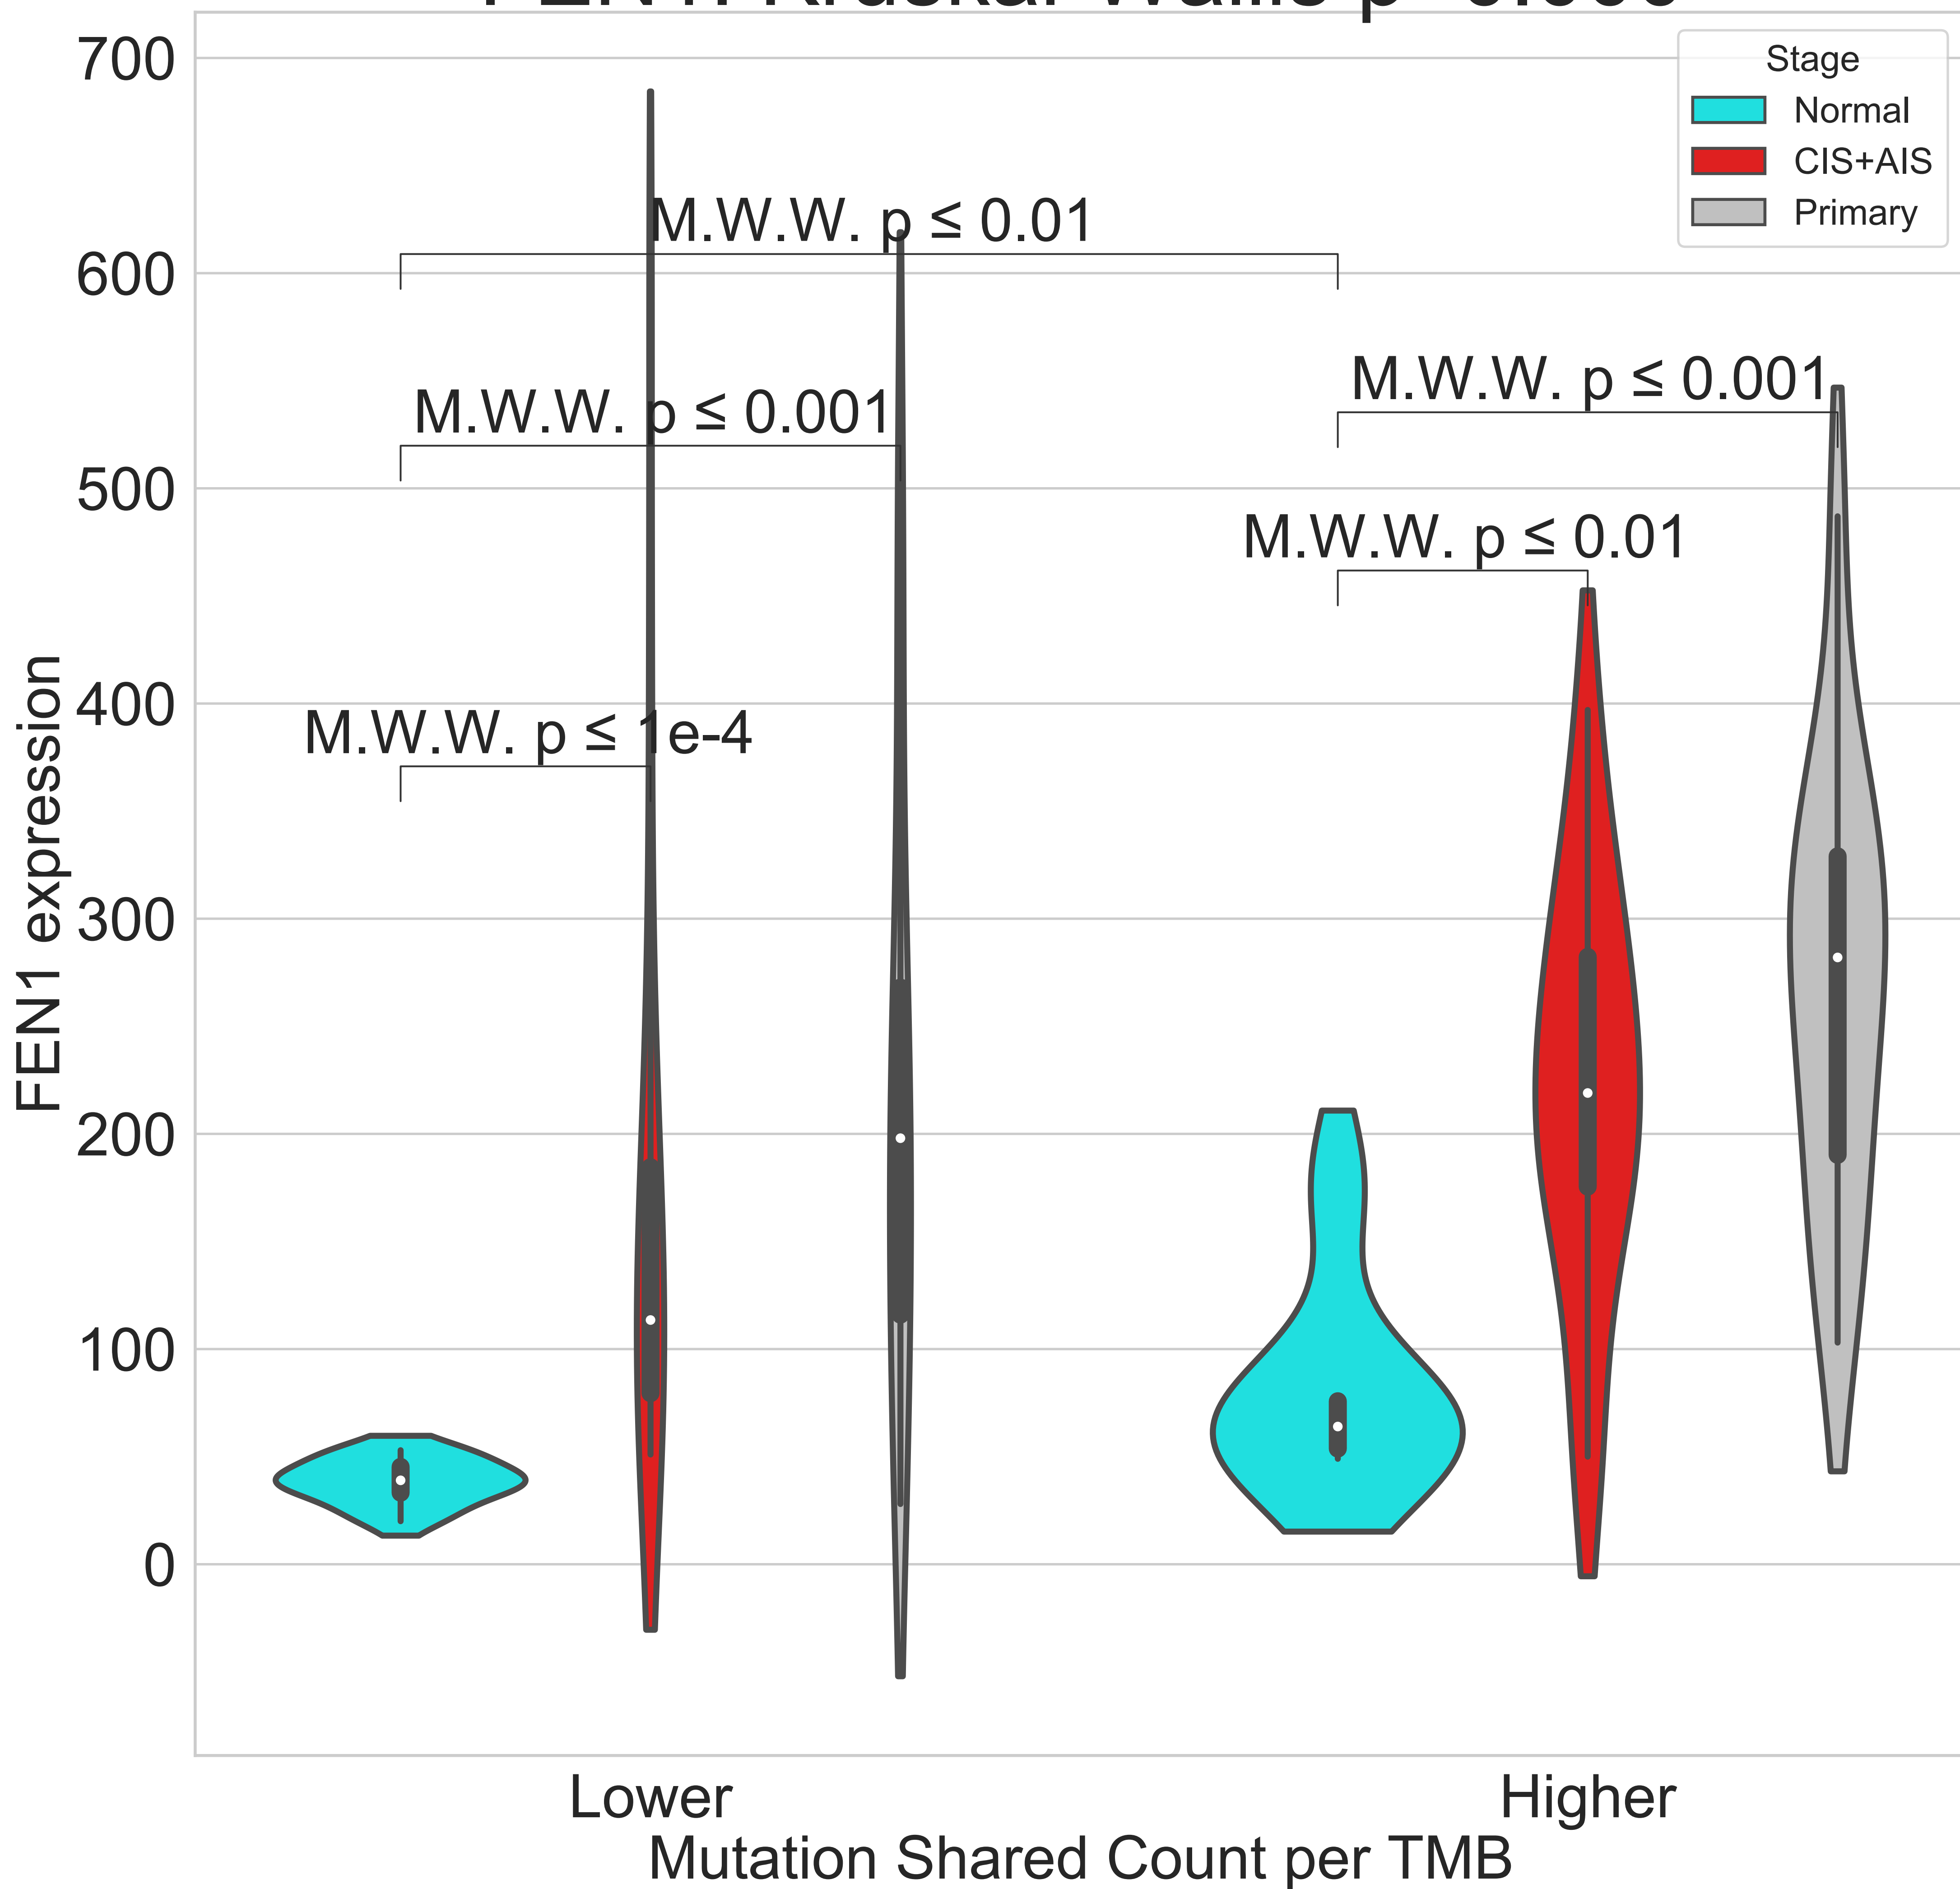 700
600
500
400
300
200
100
0
FEN1 expression
Stage
Normal
CIS+AIS
Primary
M.W.W. p ≤ 0.01
M.W.W. p ≤ 0.001
M.W.W. p ≤ 0.001
M.W.W. p ≤ 0.01
M.W.W. p ≤ 1e-4
Lower
Higher
Mutation Shared Count per TMB